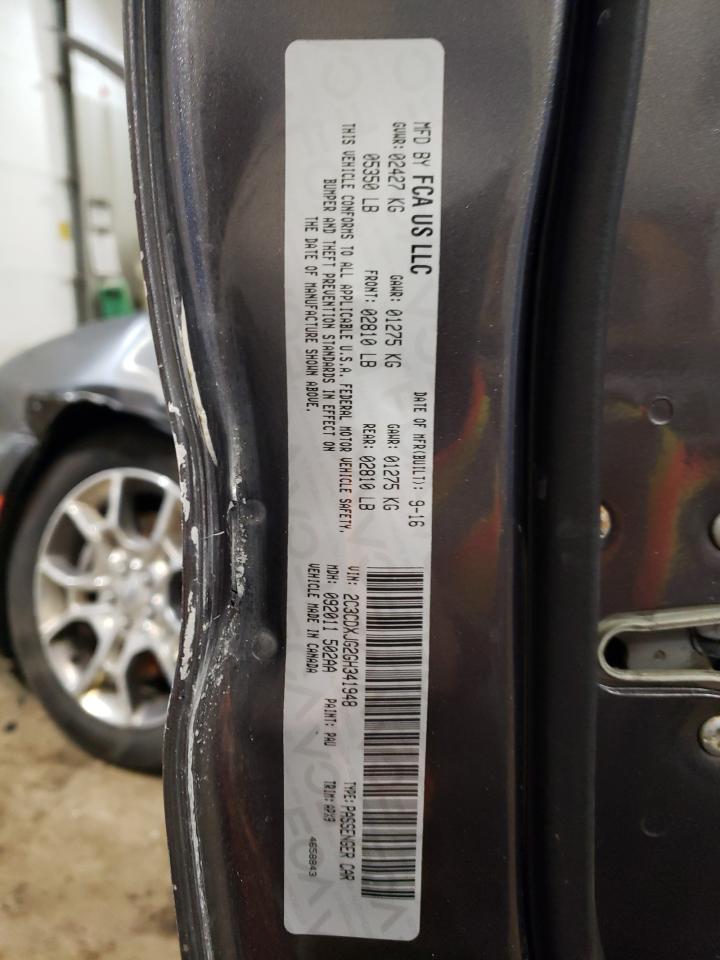 MFD BY FCA US LLC
DATE OF MFR(BUILT): 9-16
GVWR: 02427 KG
GAWR: 01275 KG
GAWR: 01275 KG
05350 LB
FRONT: 02810 LB
REAR: 02810 LB
THIS VEHICLE CONFORMS TO ALL APPLICABLE U.S.A. FEDERAL MOTOR VEHICLE SAFETY,
BUMPER AND THEFT PREVENTION STANDARDS IN EFFECT ON
THE DATE OF MANUFACTURE SHOWN ABOVE.
VIN: 2C3CDXJG2GH341948
TYPE: PASSENGER CAR
MDH: 092011 502AA
PAINT: PAU
TRIM: APX9
VEHICLE MADE IN CANADA
4658843